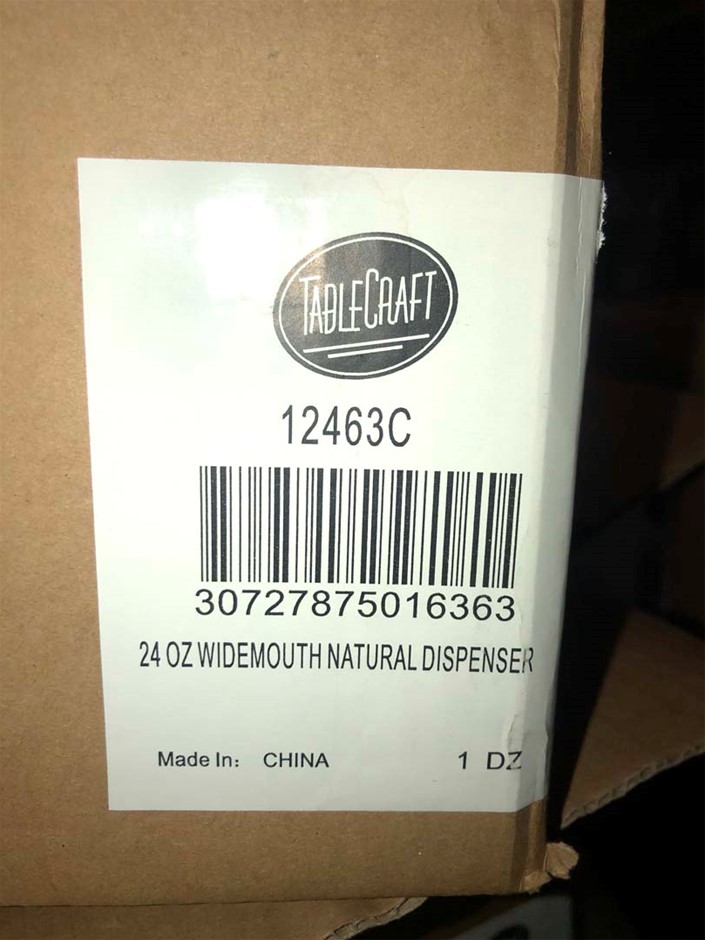 TABLECRAFT
12463C
30727875016363
24 OZ WIDEMOUTH NATURAL DISPENSER
Made In: CHINA 1 DZ